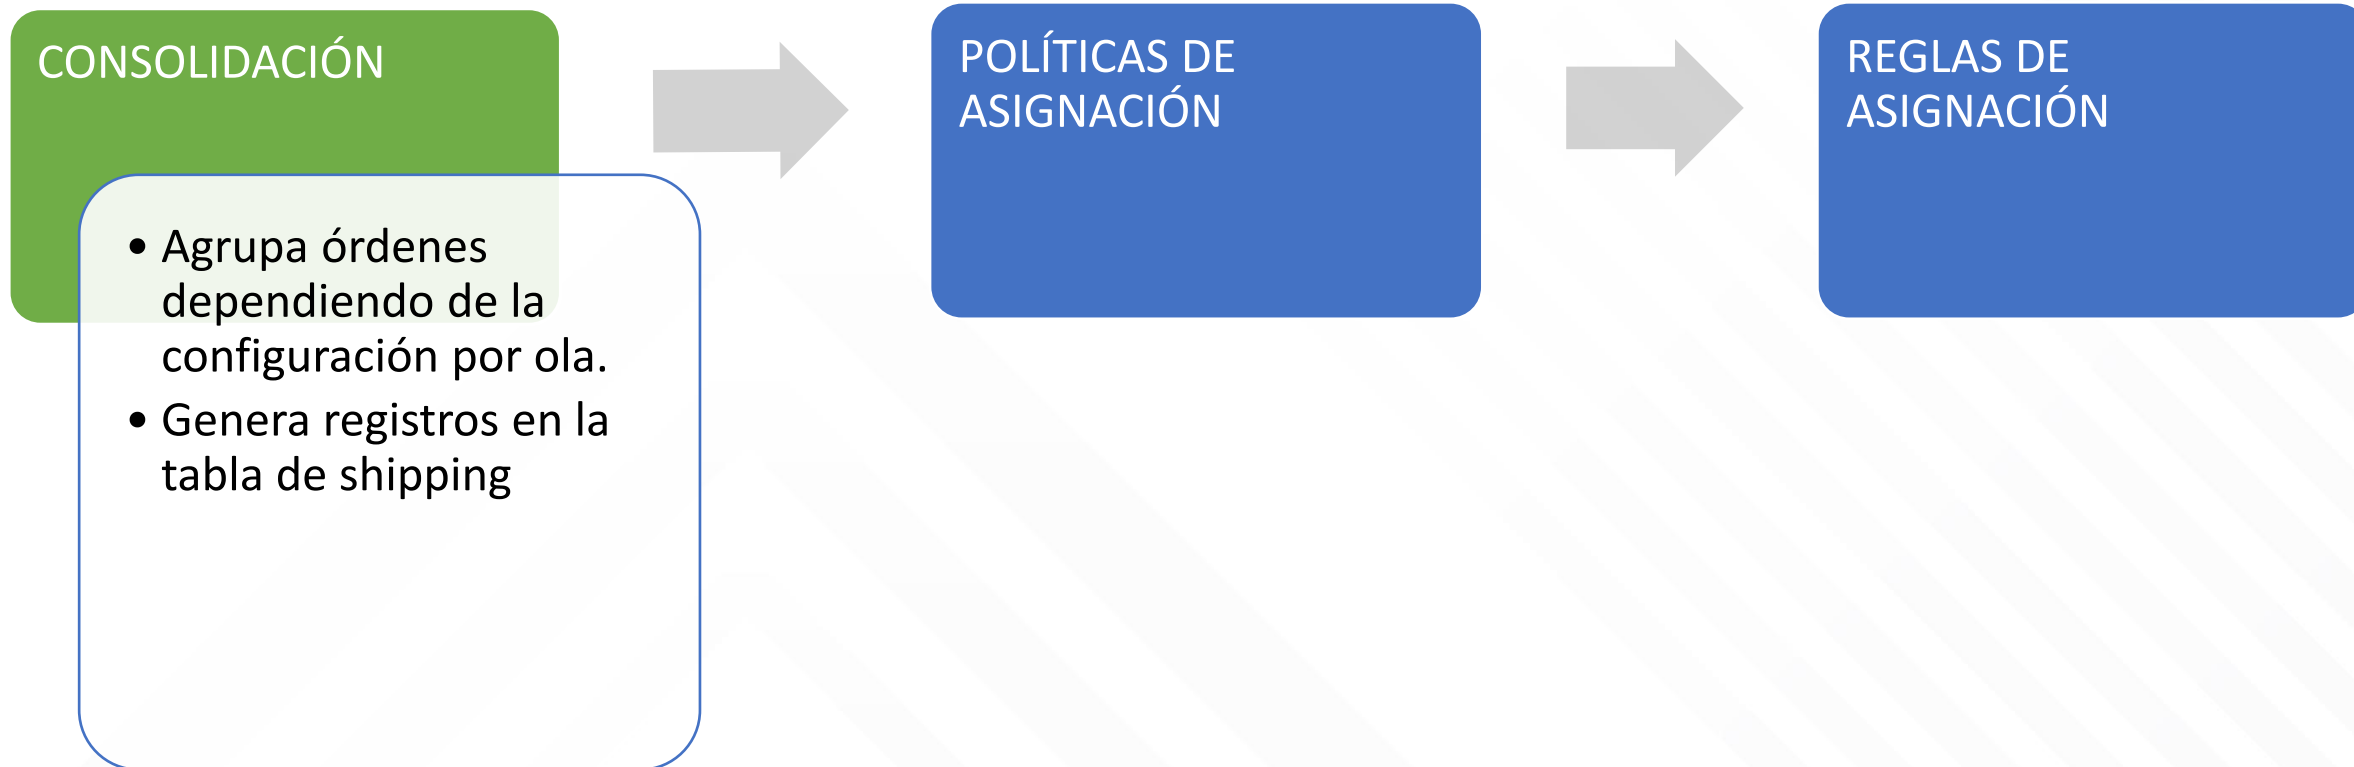 CONSOLIDACIÓN
• Agrupa órdenes
dependiendo de la
configuración por ola.
• Genera registros en la
tabla de shipping
POLÍTICAS DE
ASIGNACIÓN
REGLAS DE
ASIGNACIÓN